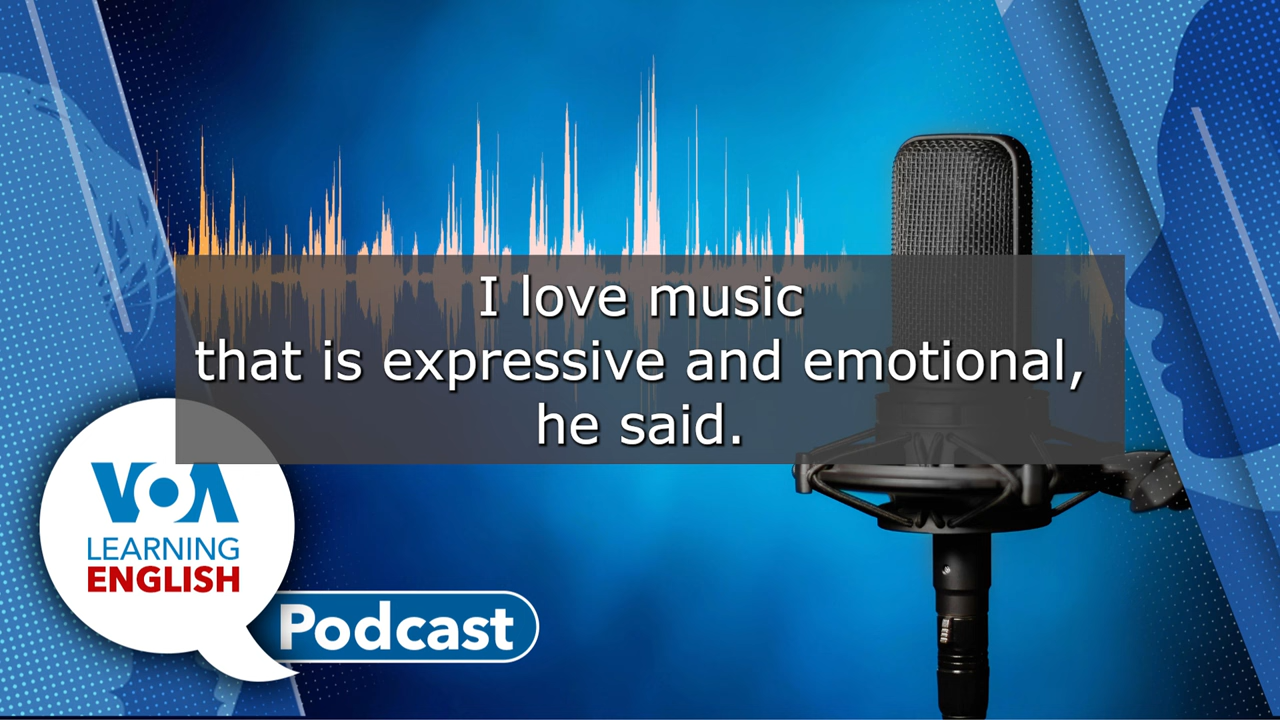 I love music
that is expressive and emotional,
he said.
VOA
LEARNING
ENGLISH
Podcast